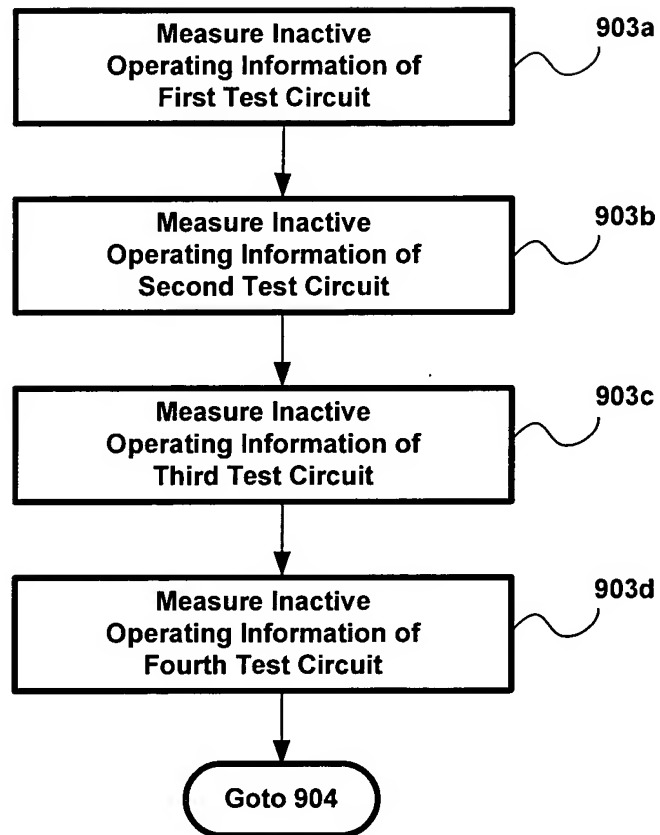 Measure Inactive
Operating Information of
First Test Circuit
903a
Measure Inactive
Operating Information of
Second Test Circuit
903b
Measure Inactive
Operating Information of
Third Test Circuit
903c
Measure Inactive
Operating Information of
Fourth Test Circuit
903d
Goto 904